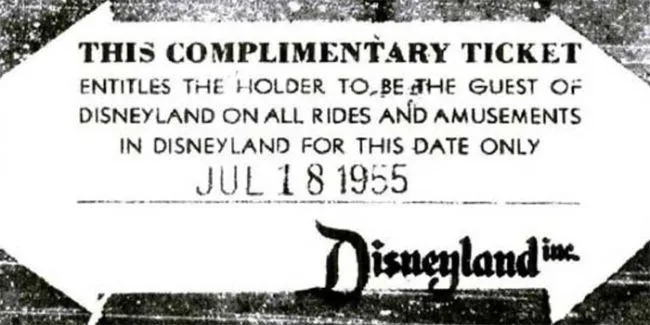 THIS COMPLIMENTARY TICKET
ENTITLES THE HOLDER TO BE THE GUEST OF
DISNEYLAND ON ALL RIDES AND AMUSEMENTS
IN DISNEYLAND FOR THIS DATE ONLY
JUL 18 1955
Disneyland inc.